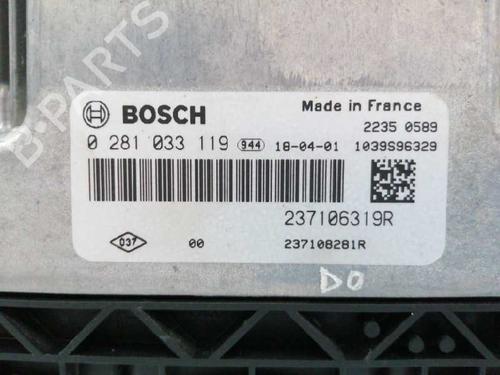 BOSCH
Made in France
2235 0589
0 281 033 119 944 18-04-01 1039S96329
237106319R
037 00 237108281R
DO
B-PARTS